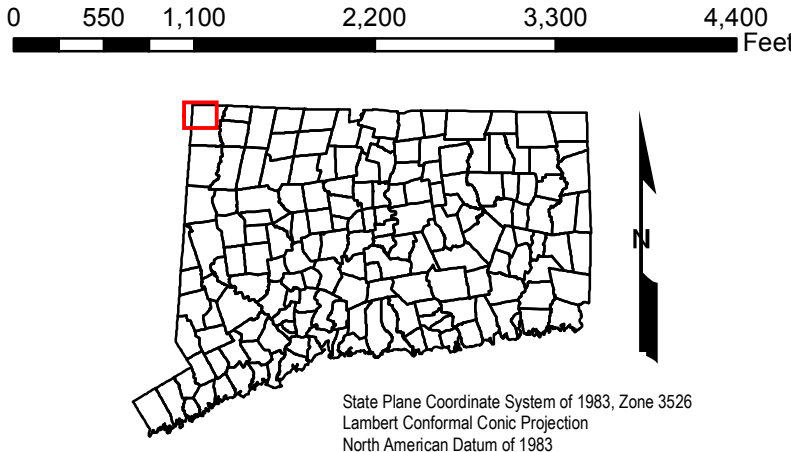 0 550 1,100 2,200 3,300 4,400
Feet
N
State Plane Coordinate System of 1983, Zone 3526
Lambert Conformal Conic Projection
North American Datum of 1983